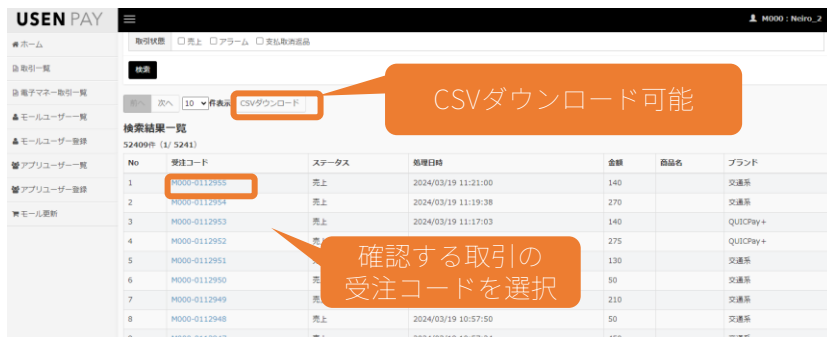 USEN PAY
M000 : Neiro_2
ホーム
取引一覧
電子マネー取引一覧
モールユーザー一覧
モールユーザー登録
アプリユーザー一覧
アプリユーザー登録
モール更新
取引状態 売上 アラーム 支払取消返品
検索
前へ 次へ 10 件表示 CSVダウンロード
CSVダウンロード可能
検索結果一覧
52409件 (1/ 5241)
No 受注コード ステータス 処理日時 金額 商品名 ブランド
1 M000-0112955 売上 2024/03/19 11:21:00 140 交通系
2 M000-0112954 売上 2024/03/19 11:19:38 270 交通系
3 M000-0112953 売上 2024/03/19 11:17:03 140 QUICPay+
4 M000-0112952 275 QUICPay+
5 M000-0112951 130 交通系
6 M000-0112950 50 交通系
7 M000-0112949 210 交通系
8 M000-0112948 売上 2024/03/19 10:57:50 50 交通系
確認する取引の
受注コードを選択